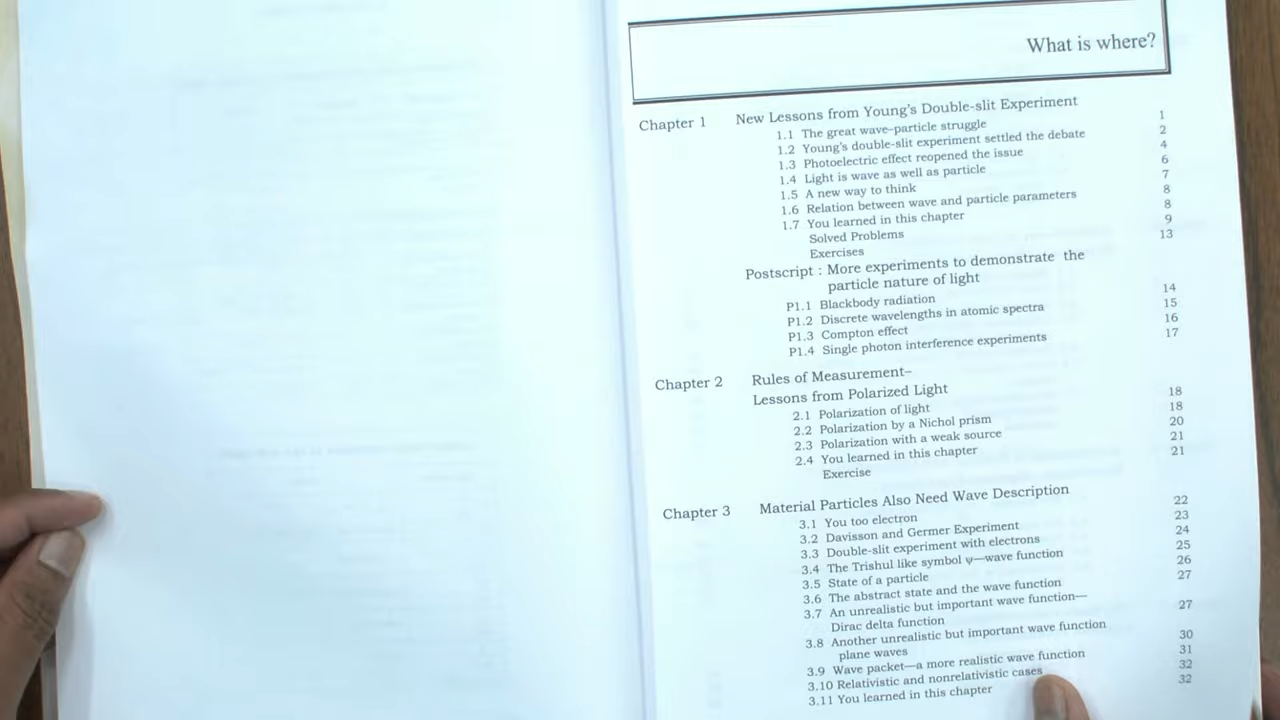 What is where?
Chapter 1 New Lessons from Young's Double-slit Experiment
1.1 The great wave–particle struggle 1
1.2 Young's double-slit experiment settled the debate 2
1.3 Photoelectric effect reopened the issue 4
1.4 Light is wave as well as particle 6
1.5 A new way to think 7
1.6 Relation between wave and particle parameters 8
1.7 You learned in this chapter 8
Solved Problems 9
Exercises 13
Postscript : More experiments to demonstrate the
particle nature of light
P1.1 Blackbody radiation 14
P1.2 Discrete wavelengths in atomic spectra 15
P1.3 Compton effect 16
P1.4 Single photon interference experiments 17
Chapter 2 Rules of Measurement–
Lessons from Polarized Light
2.1 Polarization of light 18
2.2 Polarization by a Nichol prism 18
2.3 Polarization with a weak source 20
2.4 You learned in this chapter 21
Exercise 21
Chapter 3 Material Particles Also Need Wave Description
3.1 You too electron 22
3.2 Davisson and Germer Experiment 23
3.3 Double-slit experiment with electrons 24
3.4 The Trishul like symbol ψ—wave function 25
3.5 State of a particle 26
3.6 The abstract state and the wave function 27
3.7 An unrealistic but important wave function—
Dirac delta function 27
3.8 Another unrealistic but important wave function
plane waves 30
3.9 Wave packet—a more realistic wave function 31
3.10 Relativistic and nonrelativistic cases 32
3.11 You learned in this chapter 32